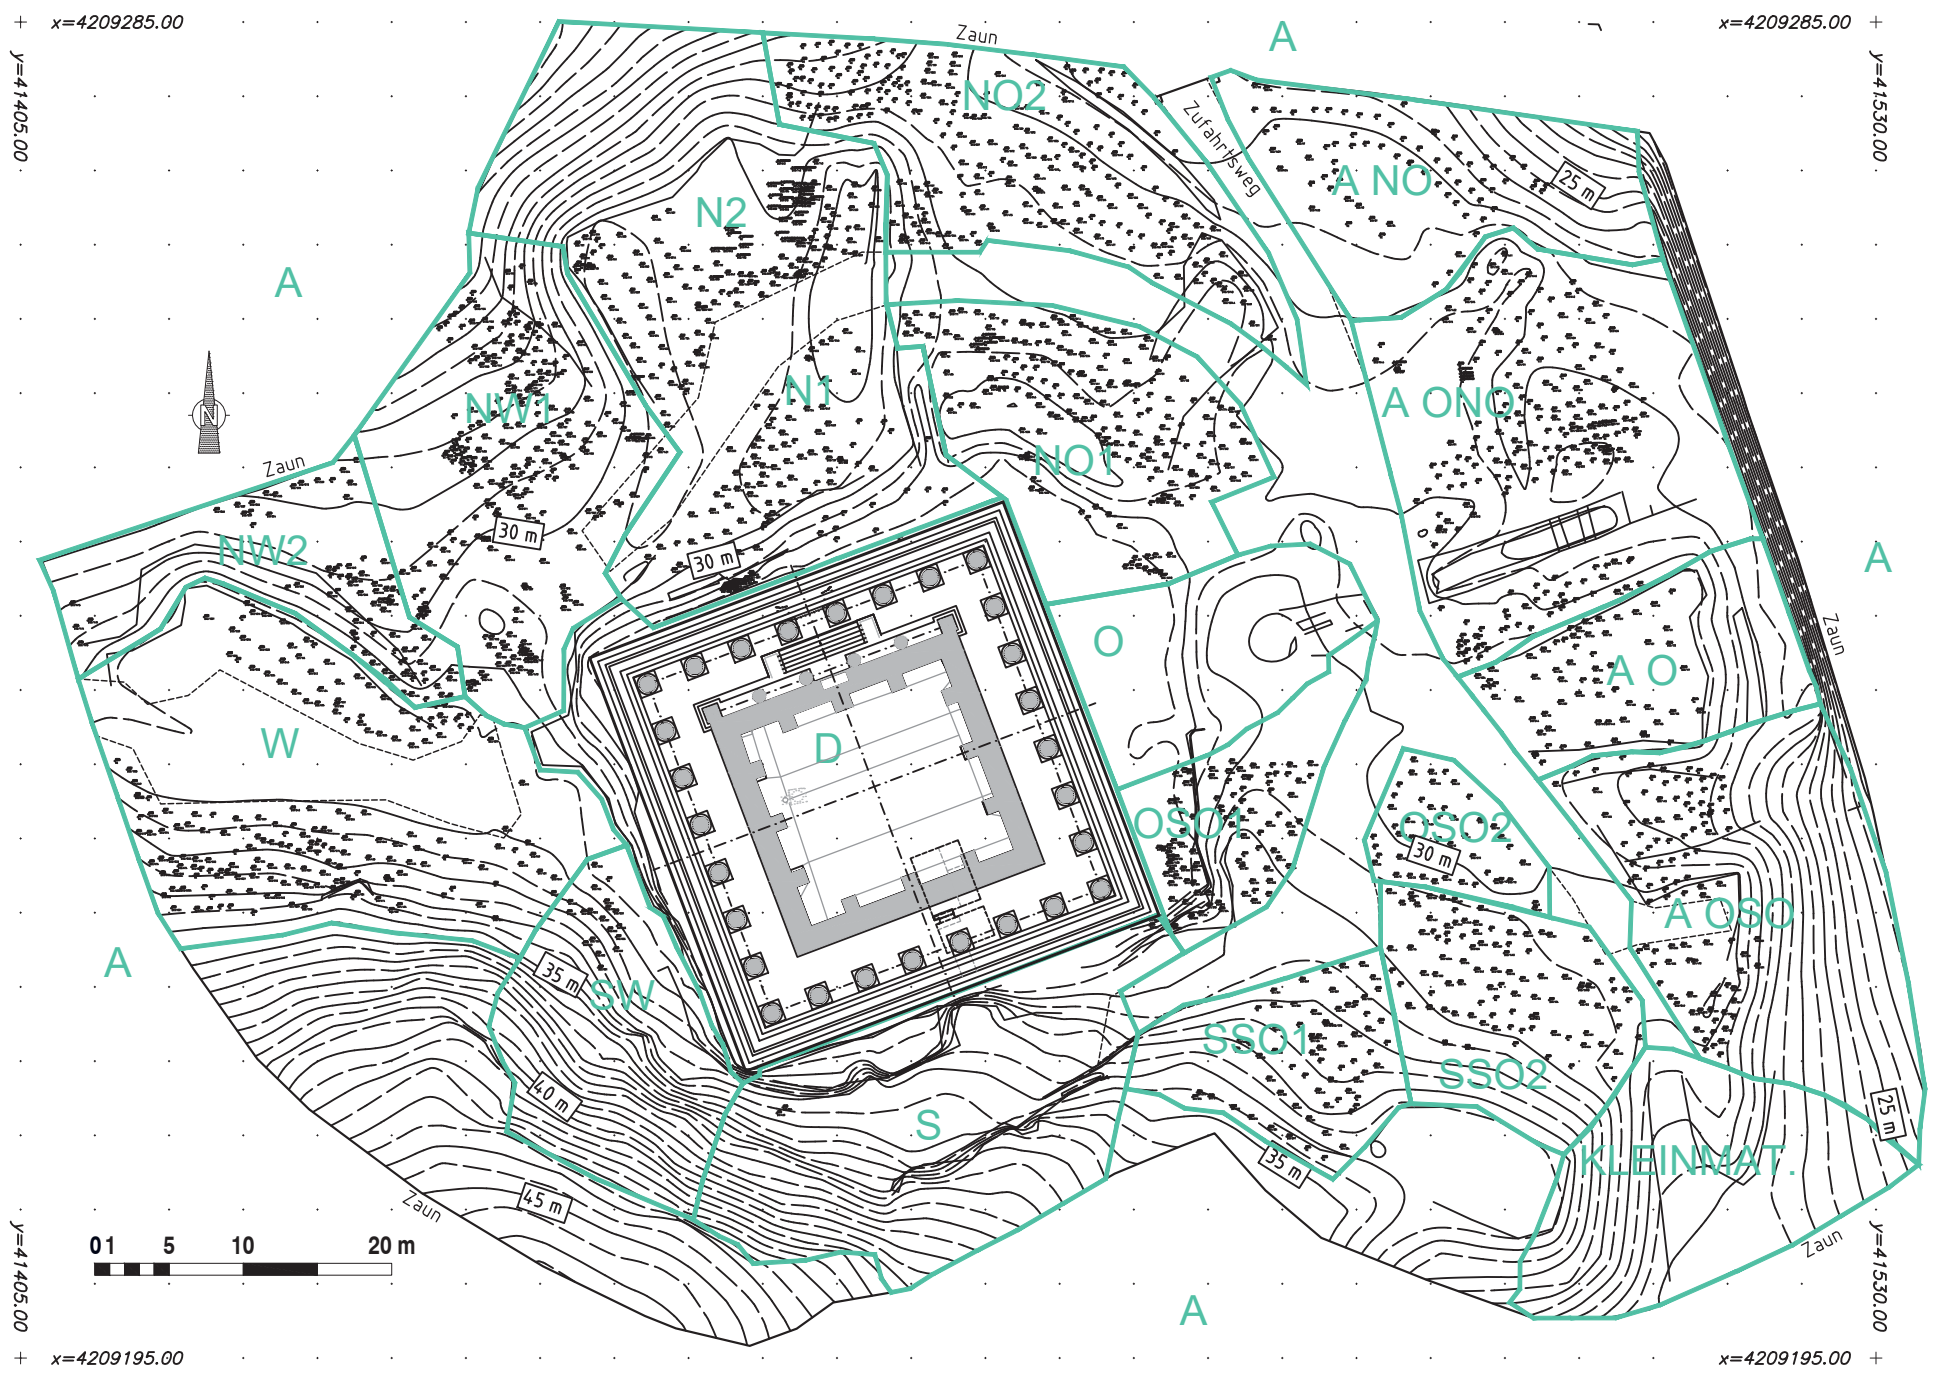 x=4209285.00
x=4209285.00
y=41405.00
y=41530.00
Zaun
A
NO2
Zufahrtsweg
A NO
25 m
N2
A
N1
NW1
A ONO
Zaun
NO1
30 m
30 m
NW2
A
O
Zaun
A O
W
D
OSO1
OSO2
30 m
A OSO
A
35 m
SW
SSO1
SSO2
40 m
S
25 m
KLEINMAT.
35 m
45 m
Zaun
Zaun
0 1 5 10 20 m
A
y=41405.00
y=41530.00
x=4209195.00
x=4209195.00
N